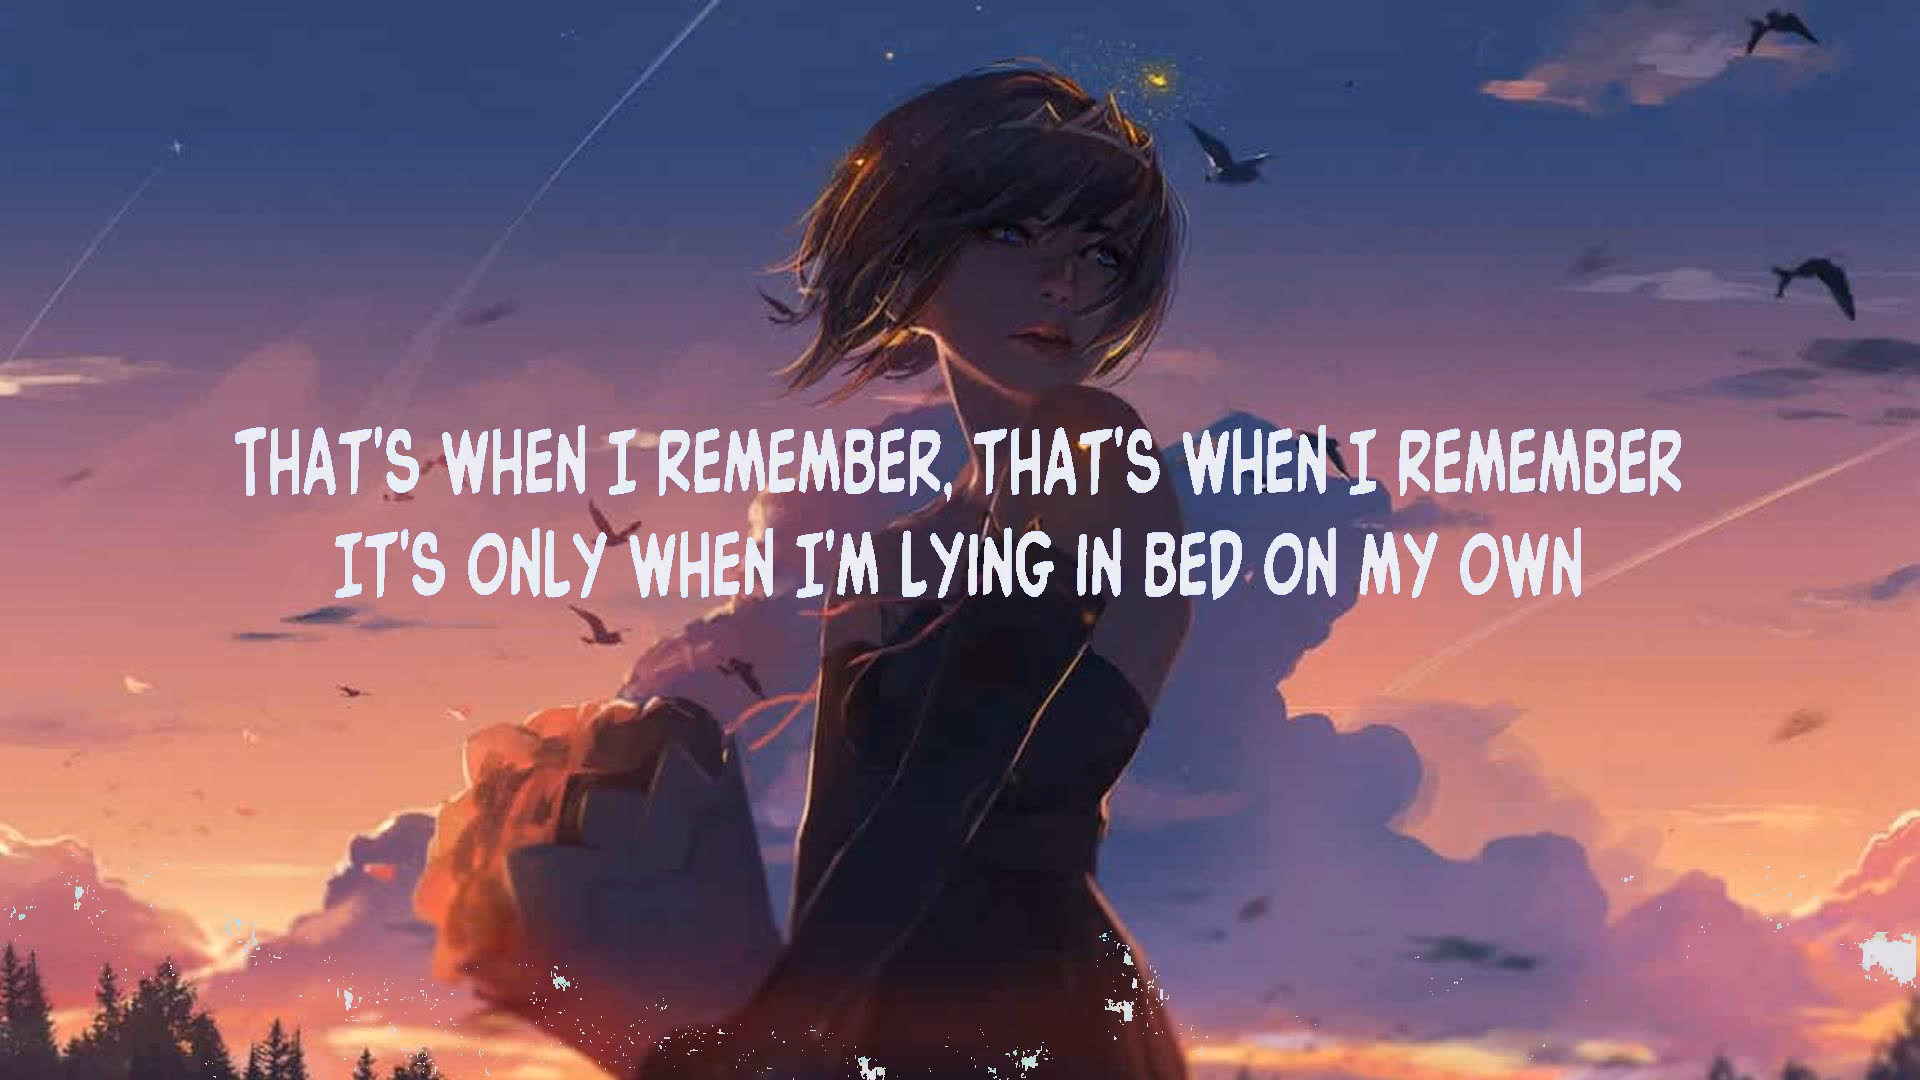 THAT'S WHEN I REMEMBER, THAT'S WHEN I REMEMBER
IT'S ONLY WHEN I'M LYING IN BED ON MY OWN